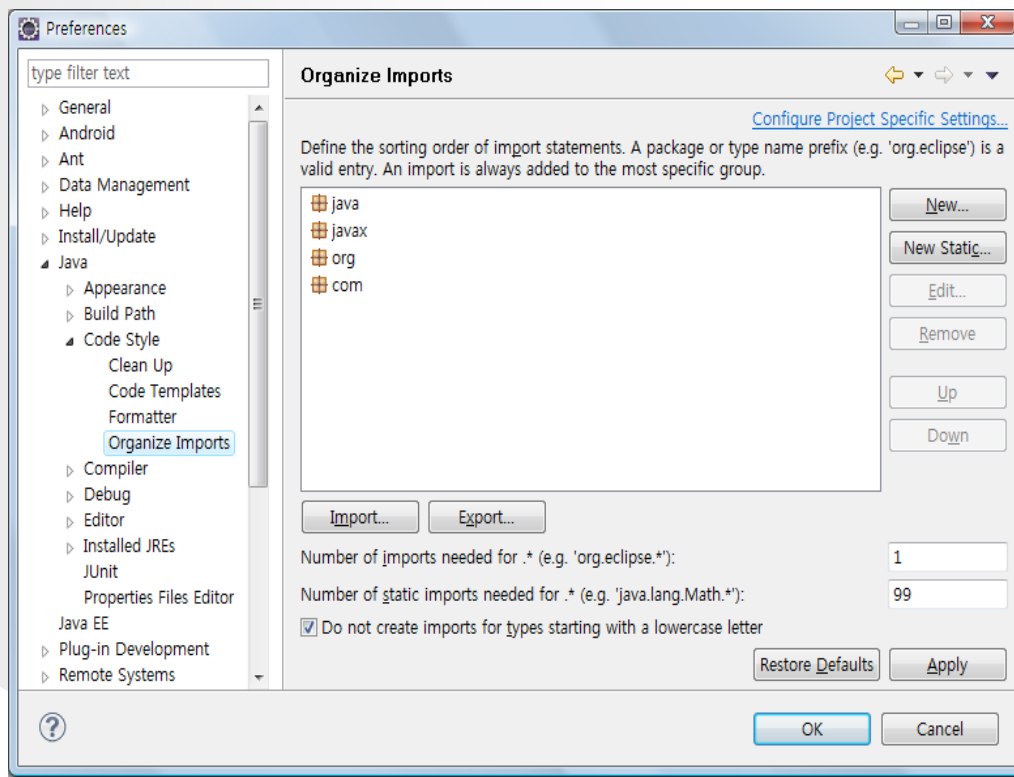 Preferences
type filter text
General
Android
Ant
Data Management
Help
Install/Update
Java
Appearance
Build Path
Code Style
Clean Up
Code Templates
Formatter
Organize Imports
Compiler
Debug
Editor
Installed JREs
JUnit
Properties Files Editor
Java EE
Plug-in Development
Remote Systems
Organize Imports
Configure Project Specific Settings...
Define the sorting order of import statements. A package or type name prefix (e.g. 'org.eclipse') is a
valid entry. An import is always added to the most specific group.
java
javax
org
com
New...
New Static...
Edit...
Remove
Up
Down
Import... Export...
Number of imports needed for .* (e.g. 'org.eclipse.*'): 1
Number of static imports needed for .* (e.g. 'java.lang.Math.*'): 99
Do not create imports for types starting with a lowercase letter
Restore Defaults Apply
? OK Cancel